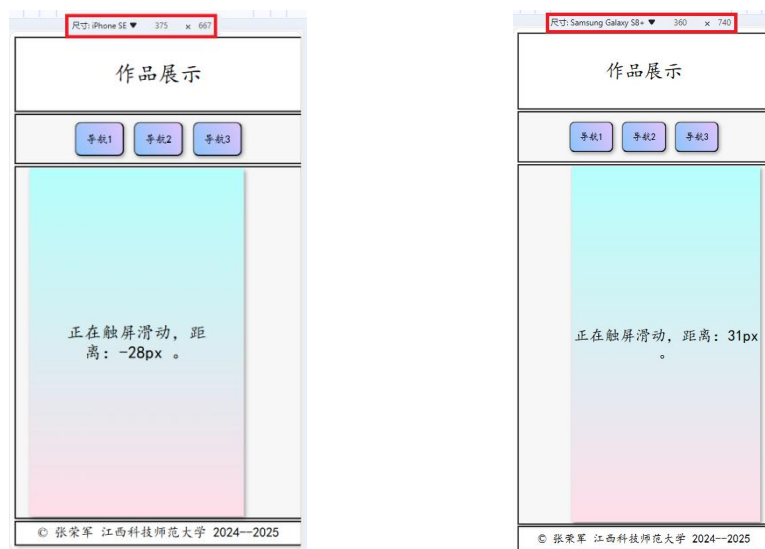 尺寸: iPhone SE ▼ 375 × 667
作品展示
导航1 导航2 导航3
正在触屏滑动，距
离：-28px 。
© 张荣军 江西科技师范大学 2024--2025
尺寸: Samsung Galaxy S8+ ▼ 360 × 740
作品展示
导航1 导航2 导航3
正在触屏滑动，距离：31px
。
© 张荣军 江西科技师范大学 2024--2025